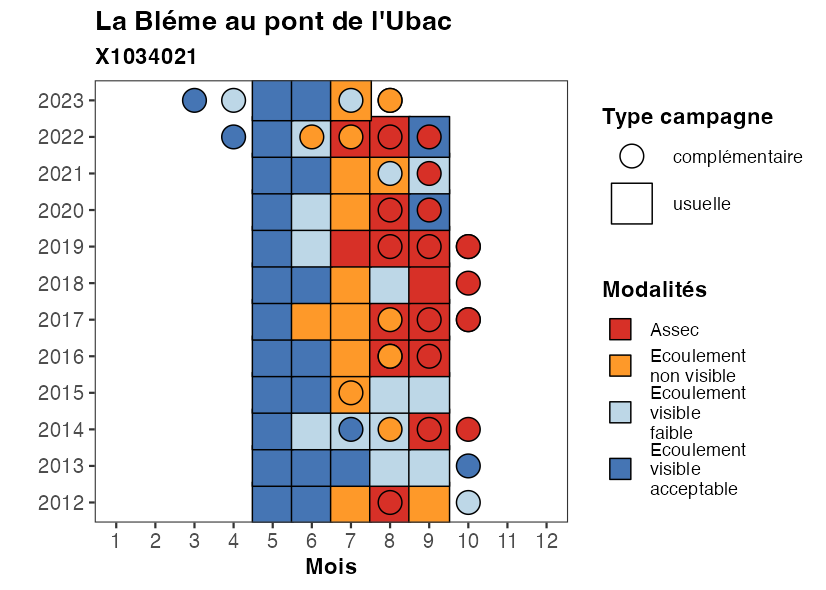 La Bléme au pont de l'Ubac
X1034021
2023
2022
2021
2020
2019
2018
2017
2016
2015
2014
2013
2012
1 2 3 4 5 6 7 8 9 10 11 12
Mois
Type campagne
complémentaire
usuelle
Modalités
Assec
Ecoulement
non visible
Ecoulement
visible
faible
Ecoulement
visible
acceptable